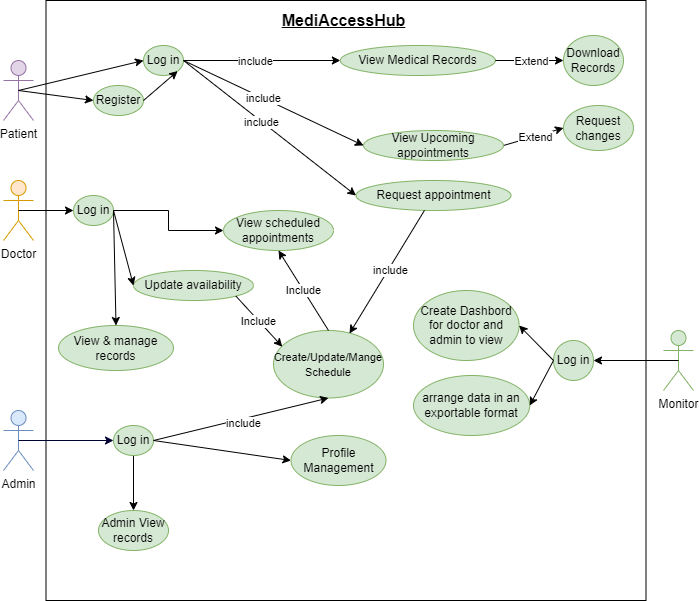 MediAccessHub
Log in
include
View Medical Records
Extend
Download
Records
Register
include
include
Patient
View Upcoming
appointments
Extend
Request
changes
Request appointment
Log in
Doctor
View scheduled
appointments
include
Update availability
Include
Include
View & manage
records
Create/Update/Mange
Schedule
Create Dashbord
for doctor and
admin to view
Log in
Monitor
arrange data in an
exportable format
Admin
Log in
include
Profile
Management
Admin View
records